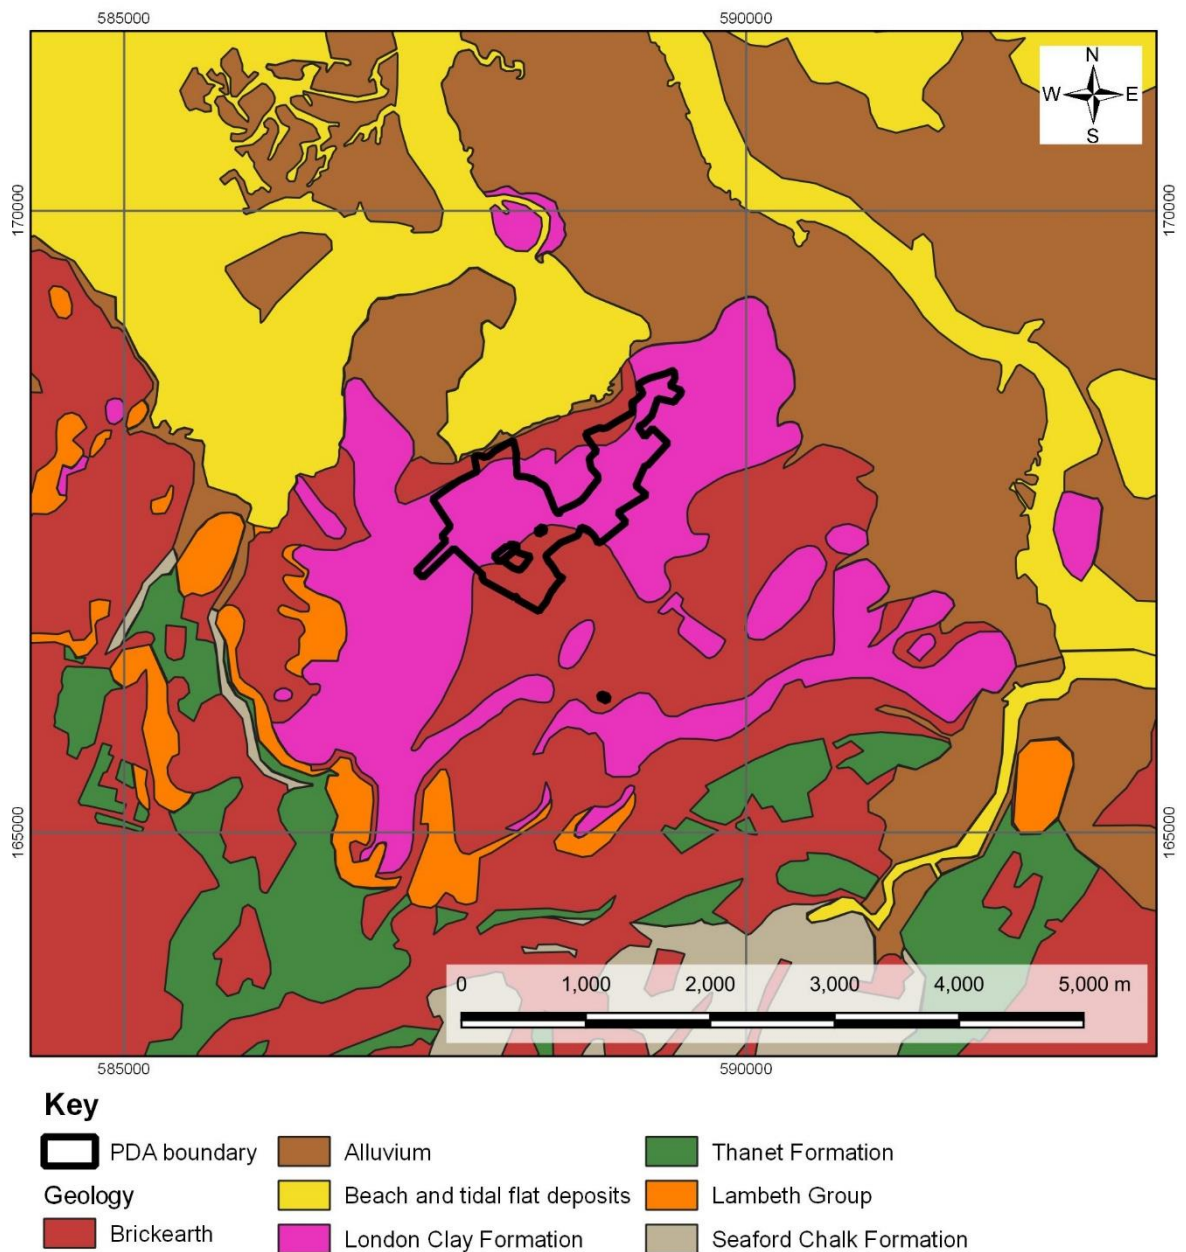 585000 590000
N
W E
S
170000 170000
165000 165000
0 1,000 2,000 3,000 4,000 5,000 m
585000 590000
Key
PDA boundary Alluvium Thanet Formation
Geology Beach and tidal flat deposits Lambeth Group
Brickearth London Clay Formation Seaford Chalk Formation